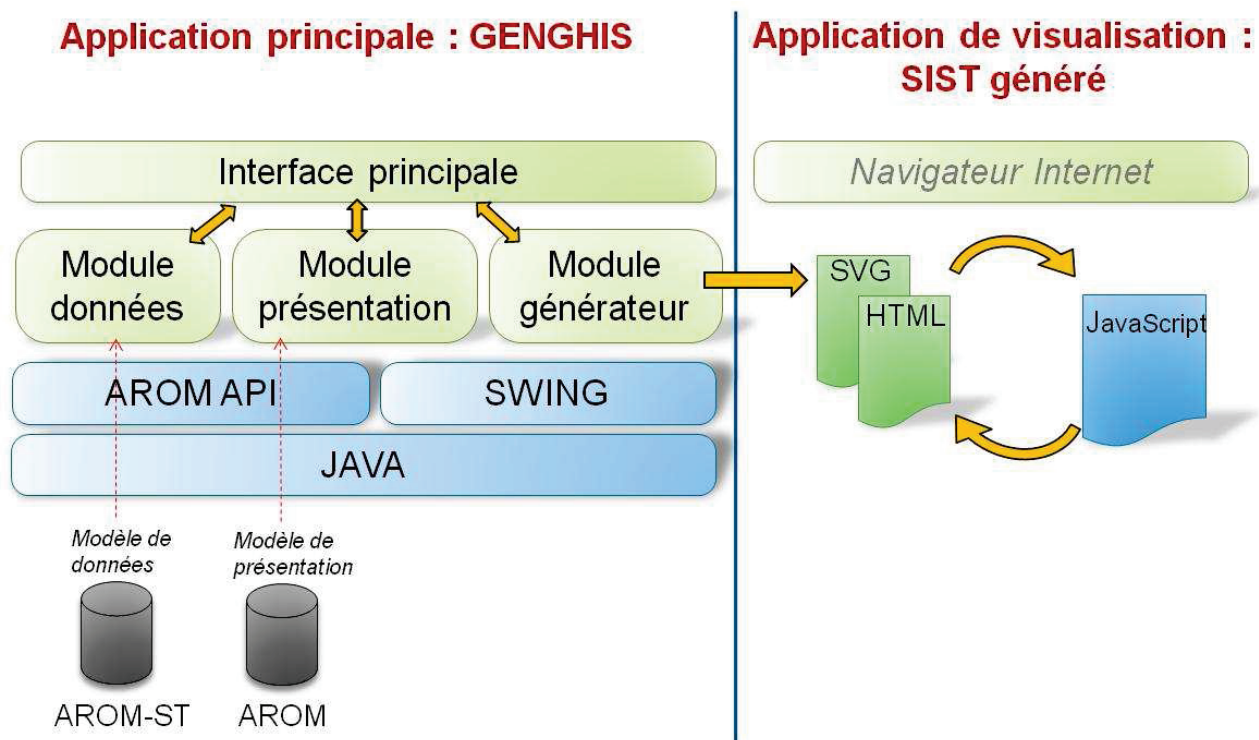 Application principale : GENGHIS
Application de visualisation :
SIST généré
Interface principale
Navigateur Internet
Module
données
Module
présentation
Module
générateur
SVG
HTML
JavaScript
AROM API
SWING
JAVA
Modèle de
données
Modèle de
présentation
AROM-ST
AROM